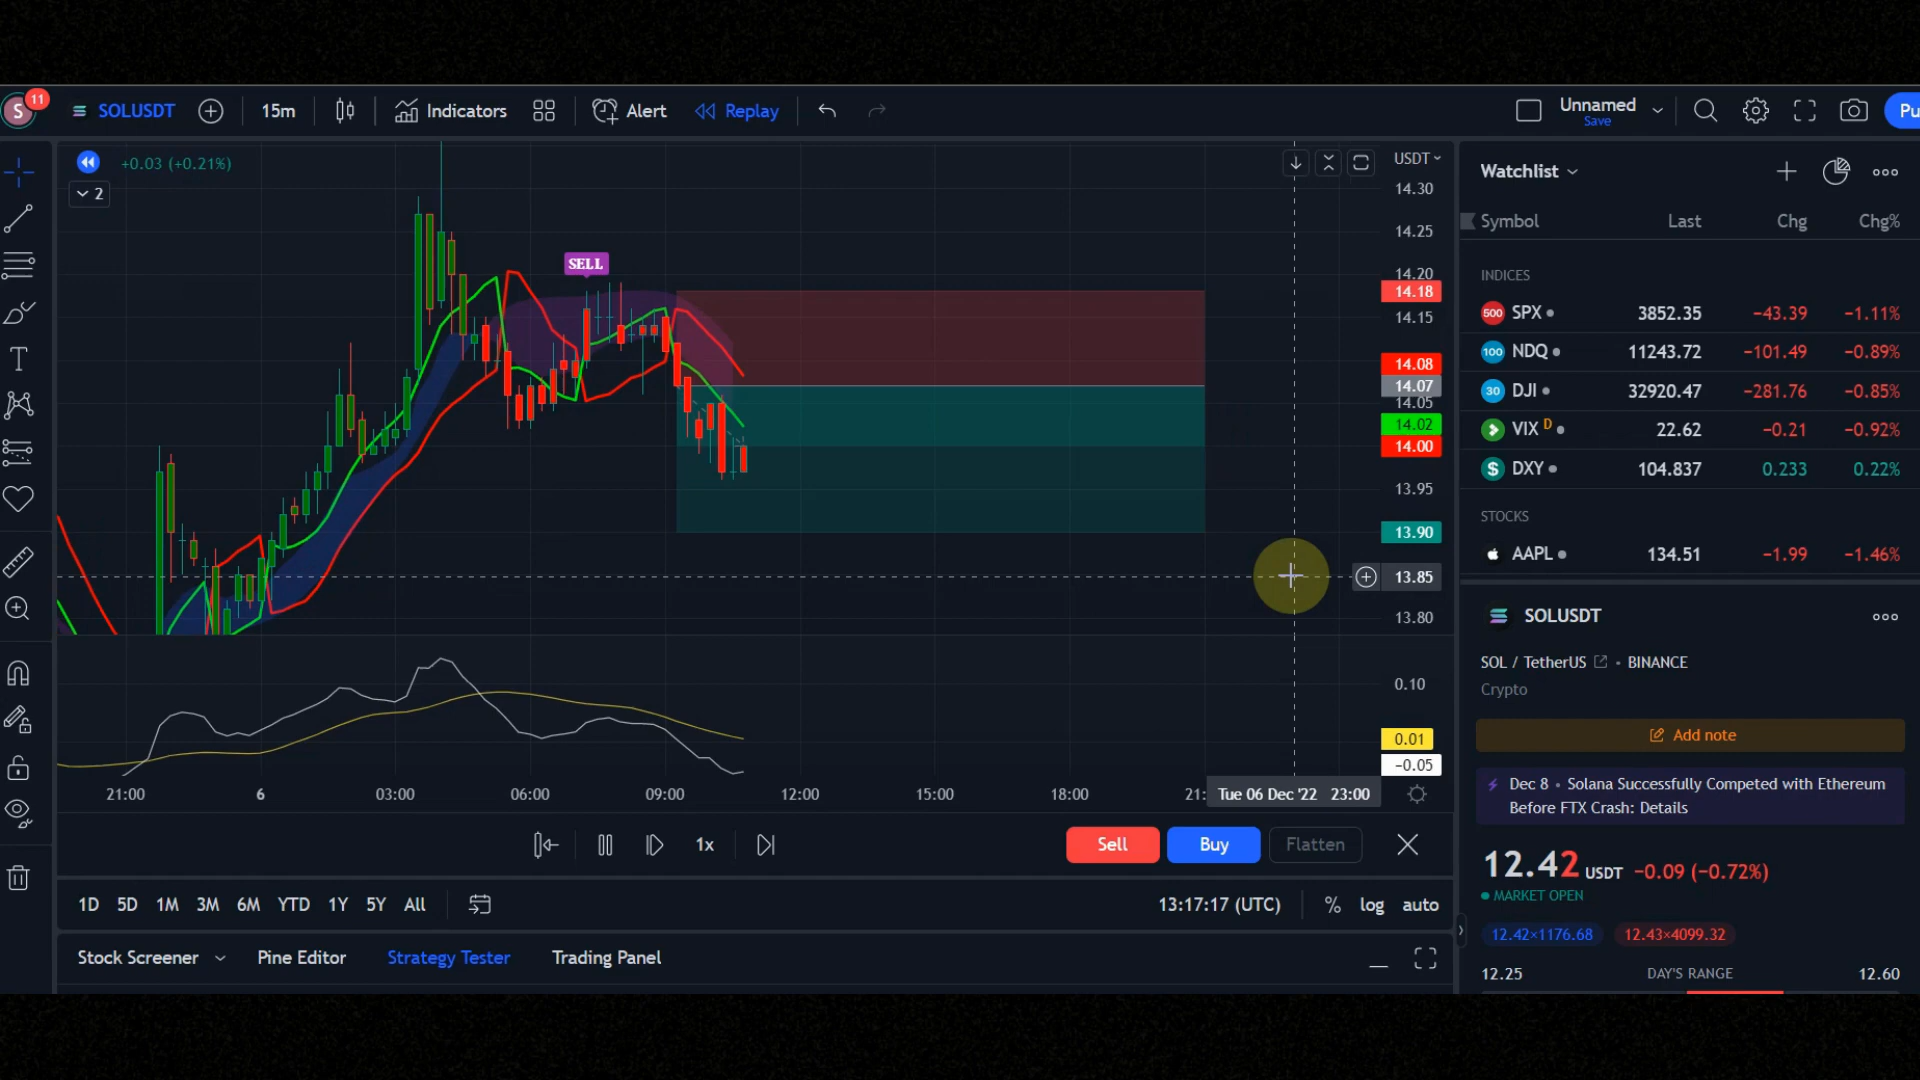 S 11 SOLUSDT 15m Indicators Alert Replay Unnamed Save Pu
+0.03 (+0.21%)
2
SELL
USDT
14.30
14.25
14.20
14.18
14.15
14.08
14.07
14.05
14.02
14.00
13.95
13.90
13.85
13.80
0.10
0.01
−0.05
21:00 6 03:00 06:00 09:00 12:00 15:00 18:00 21: Tue 06 Dec '22 23:00
1x Sell Buy Flatten
1D 5D 1M 3M 6M YTD 1Y 5Y All 13:17:17 (UTC) % log auto
Stock Screener Pine Editor Strategy Tester Trading Panel
Watchlist
Symbol Last Chg Chg%
INDICES
500 SPX 3852.35 −43.39 −1.11%
100 NDQ 11243.72 −101.49 −0.89%
30 DJI 32920.47 −281.76 −0.85%
VIX D 22.62 −0.21 −0.92%
$ DXY 104.837 0.233 0.22%
STOCKS
AAPL 134.51 −1.99 −1.46%
SOLUSDT
SOL / TetherUS • BINANCE
Crypto
Add note
Dec 8 • Solana Successfully Competed with Ethereum
Before FTX Crash: Details
12.42 USDT −0.09 (−0.72%)
MARKET OPEN
12.42×1176.68 12.43×4099.32
12.25 DAY'S RANGE 12.60